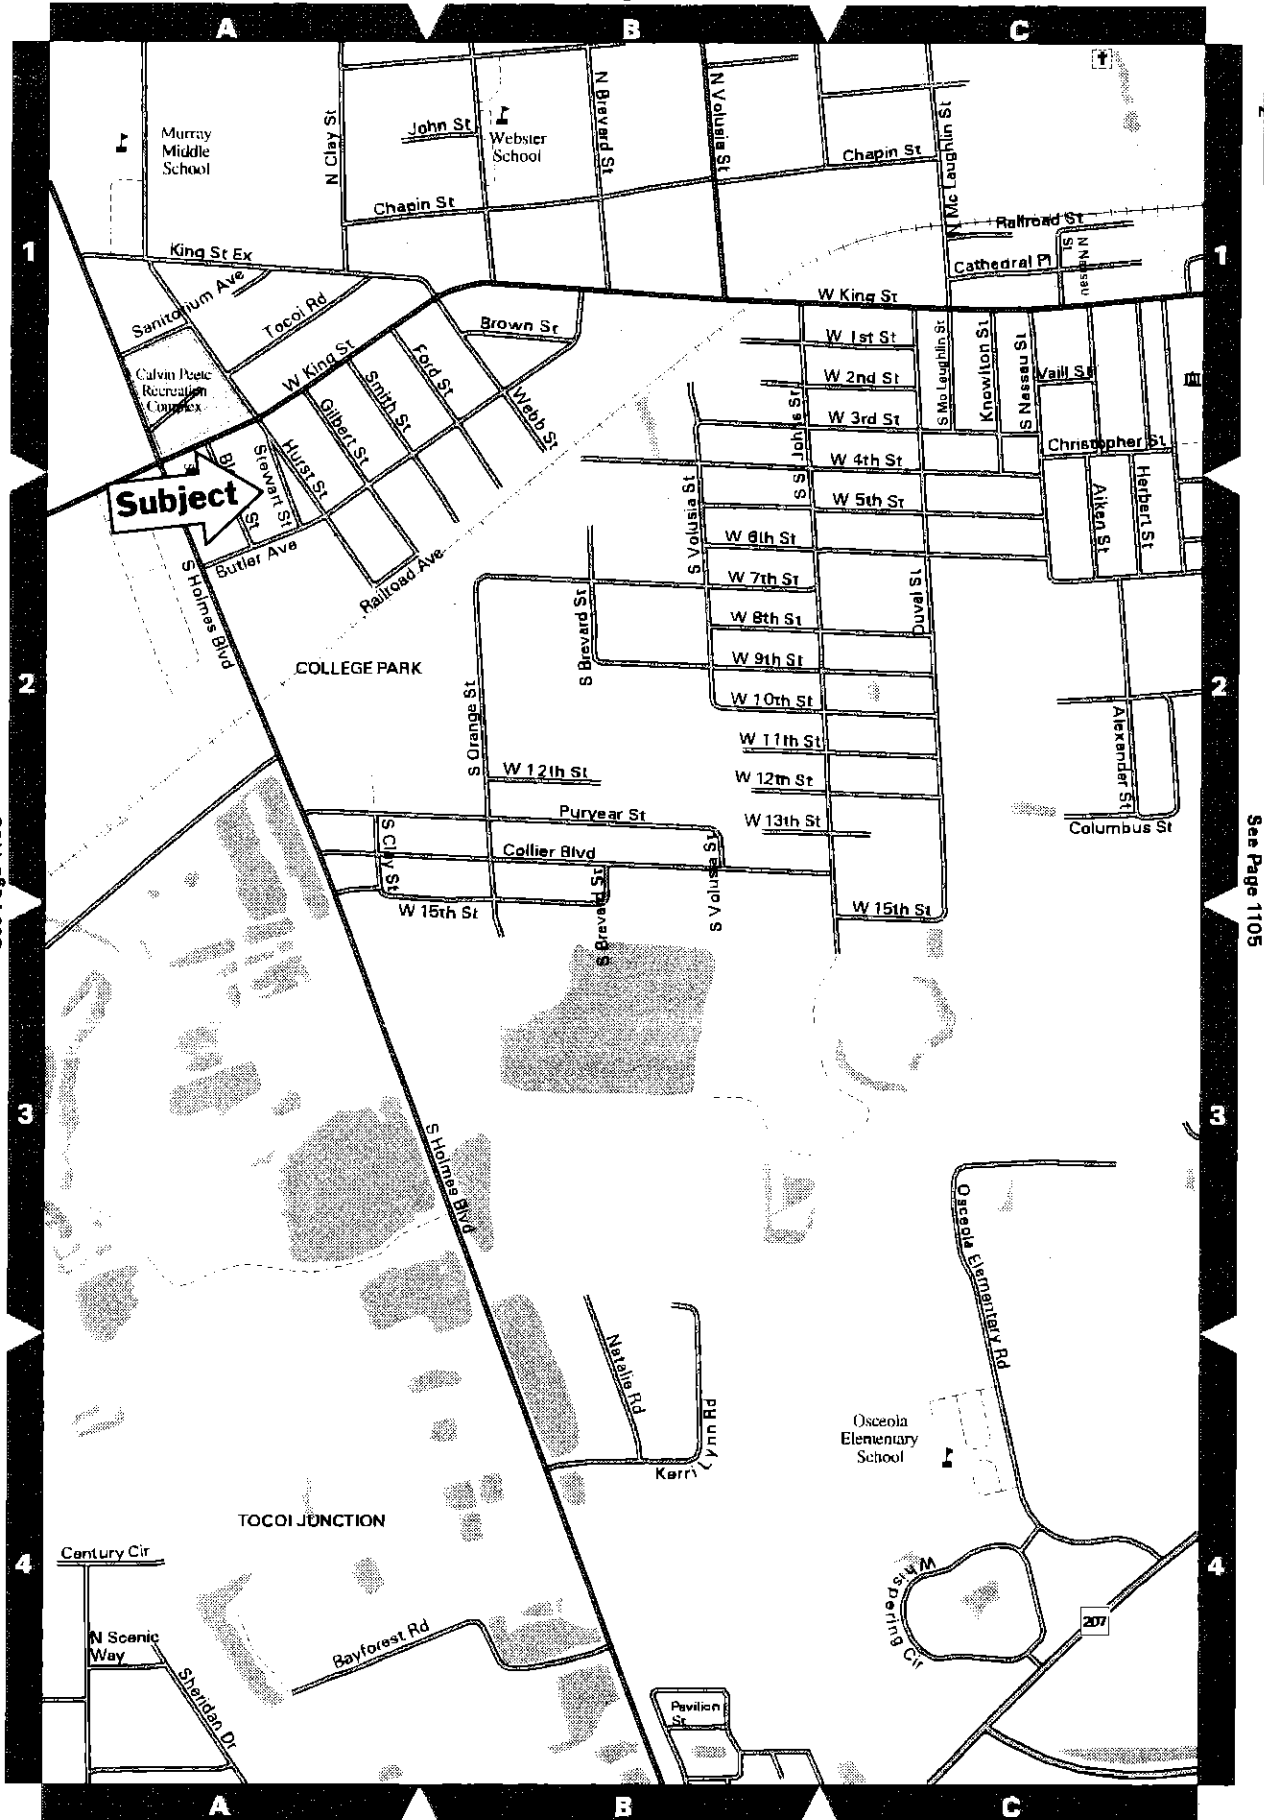 A
B
C
N Clay St
John St
Webster
School
N Brevard St
N Volusia St
N Mc Laughlin St
Murray
Middle
School
Chapin St
Chapin St
Railroad St
1
1
King St Ex
Cathedral Pl
N Nassau
St
Sanitorium Ave
Tocoi Rd
W King St
Brown St
W King St
W 1st St
S Mc Laughlin St
Knowlton St
S Nassau St
Vaill St
Calvin Peete
Recreation
Complex
Ford St
Smith St
Gilbert St
Webb St
W 2nd St
W 3rd St
S St Johns St
Christopher St
Hurst St
Stewart St
W 4th St
Subject
W 5th St
S Volusia St
Aiken St
Herbert St
St
Butler Ave
W 6th St
Railroad Ave
W 7th St
Duval St
S Holmes Blvd
S Brevard St
W 8th St
COLLEGE PARK
W 9th St
2
2
S Orange St
W 10th St
Alexander St
W 11th St
W 12th St
W 12th St
Puryear St
W 13th St
Columbus St
S Clay St
Collier Blvd
S Volusia St
See Page 1105
W 15th St
S Brevard St
W 15th St
3
3
S Holmes Blvd
Osceola Elementary Rd
Natalie Rd
Kerri Lynn Rd
Osceola
Elementary
School
TOCOI JUNCTION
Century Cir
4
4
Whispering Cir
207
N Scenic
Way
Bayforest Rd
Sheridan Dr
Pavilion
St
A
B
C